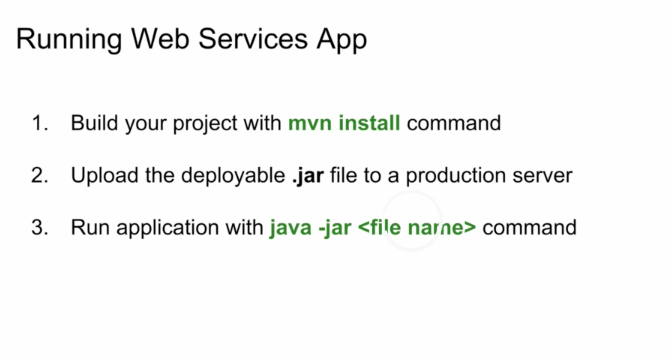 Running Web Services App
1. Build your project with mvn install command
2. Upload the deployable .jar file to a production server
3. Run application with java -jar <file name> command